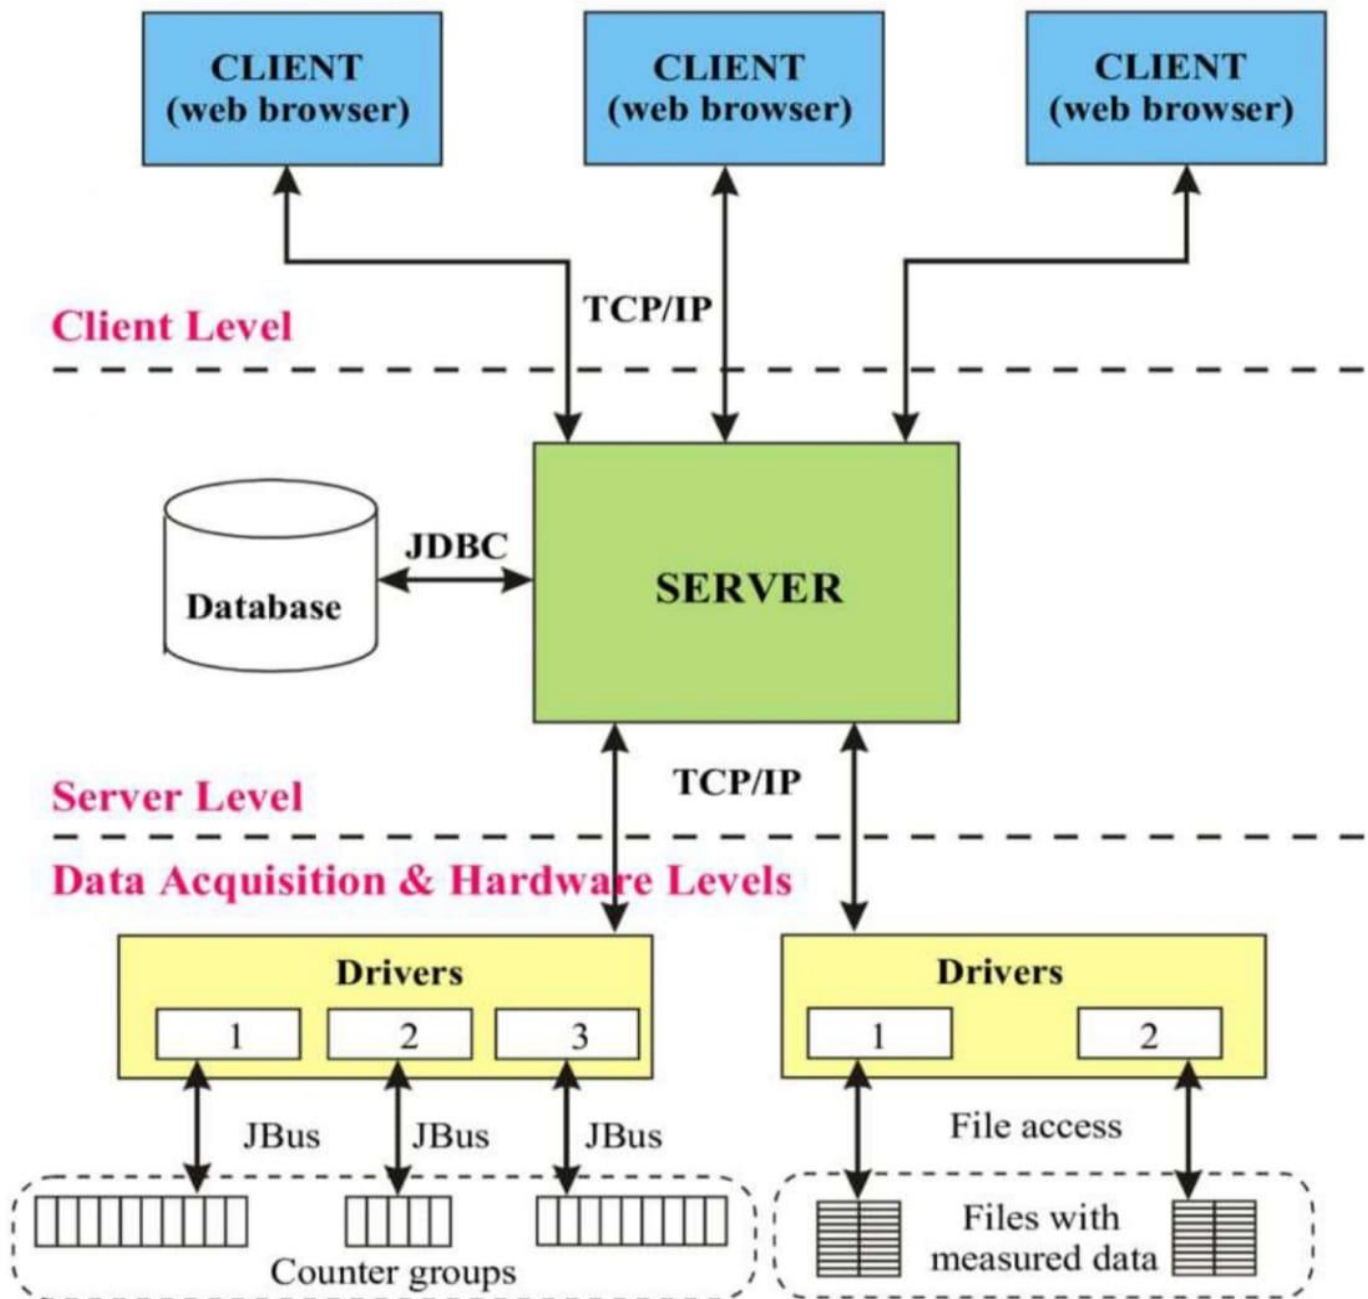 CLIENT
(web browser)
CLIENT
(web browser)
CLIENT
(web browser)
TCP/IP
Client Level
JDBC
Database
SERVER
TCP/IP
Server Level
Data Acquisition & Hardware Levels
Drivers
1
2
3
Drivers
1
2
JBus
JBus
JBus
File access
Counter groups
Files with
measured data